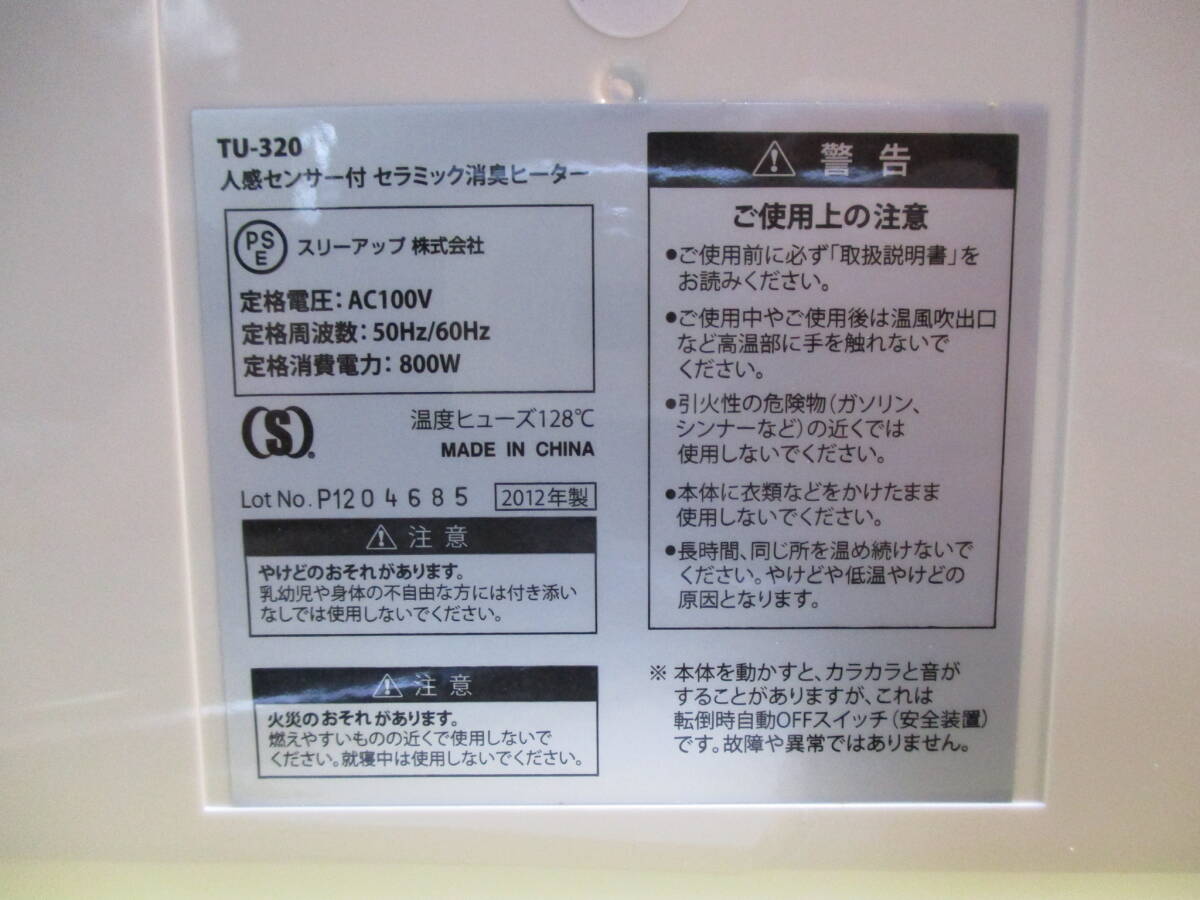 TU-320
人感センサー付 セラミック消臭ヒーター
PS
E
スリーアップ 株式会社
定格電圧：AC100V
定格周波数：50Hz/60Hz
定格消費電力：800W
S
温度ヒューズ128℃
MADE IN CHINA
Lot No. P1204685 2012年製
注意
やけどのおそれがあります。
乳幼児や身体の不自由な方には付き添い
なしでは使用しないでください。
注意
火災のおそれがあります。
燃えやすいものの近くで使用しないで
ください。就寝中は使用しないでください。
警告
ご使用上の注意
●ご使用前に必ず「取扱説明書」を
お読みください。
●ご使用中やご使用後は温風吹出口
など高温部に手を触れないで
ください。
●引火性の危険物（ガソリン、
シンナーなど）の近くでは
使用しないでください。
●本体に衣類などをかけたまま
使用しないでください。
●長時間、同じ所を温め続けないで
ください。やけどや低温やけどの
原因となります。
※ 本体を動かすと、カラカラと音が
することがありますが、これは
転倒時自動OFFスイッチ（安全装置）
です。故障や異常ではありません。